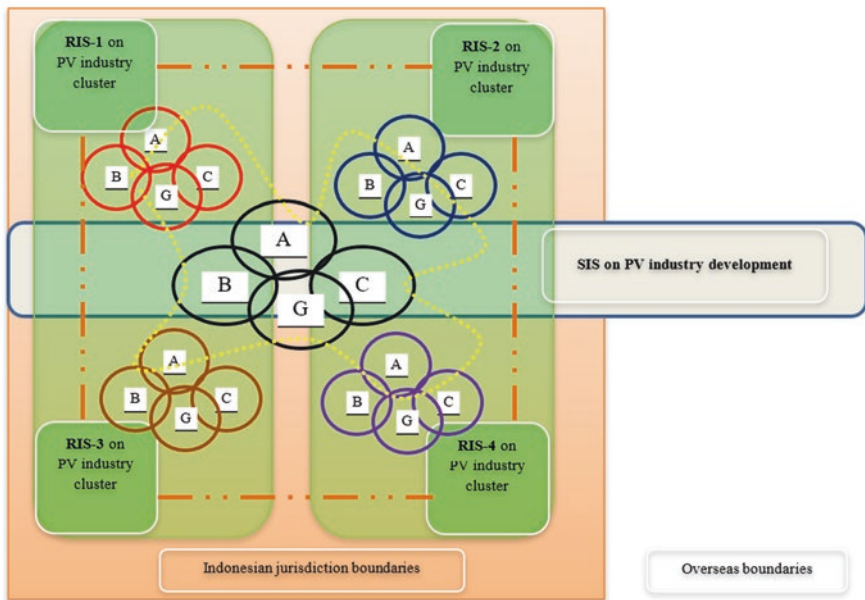 RIS-1 on
PV industry
cluster
RIS-2 on
PV industry
cluster
A
B
C
G
A
B
C
G
A
B
C
G
SIS on PV industry development
A
B
C
G
A
B
C
G
RIS-3 on
PV industry
cluster
RIS-4 on
PV industry
cluster
Indonesian jurisdiction boundaries
Overseas boundaries